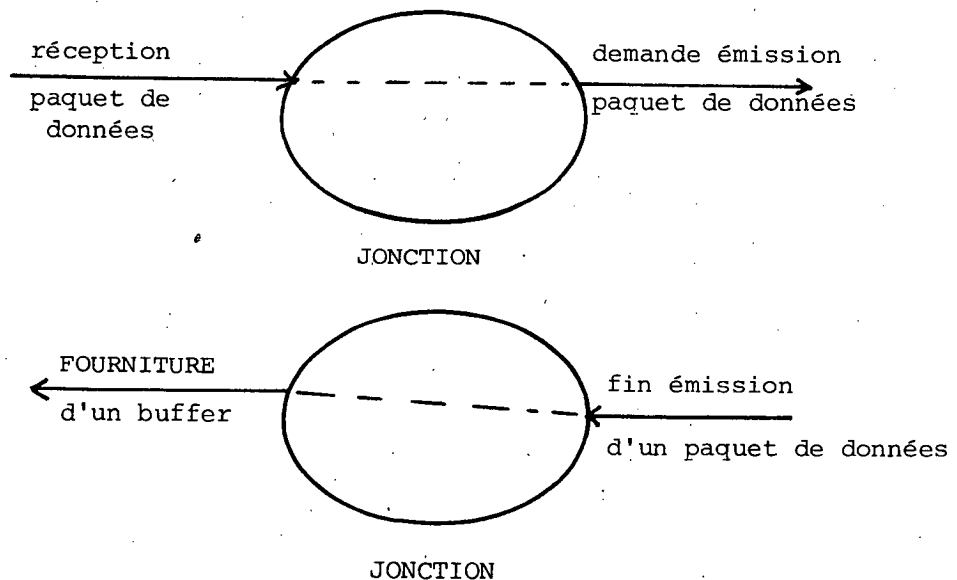 réception
paquet de
données
demande émission
paquet de données
JONCTION
FOURNITURE
d'un buffer
fin émission
d'un paquet de données
JONCTION